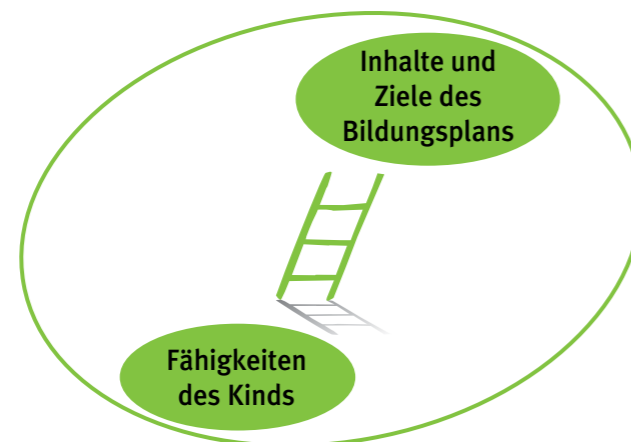 Inhalte und
Ziele des
Bildungsplans
Fähigkeiten
des Kinds